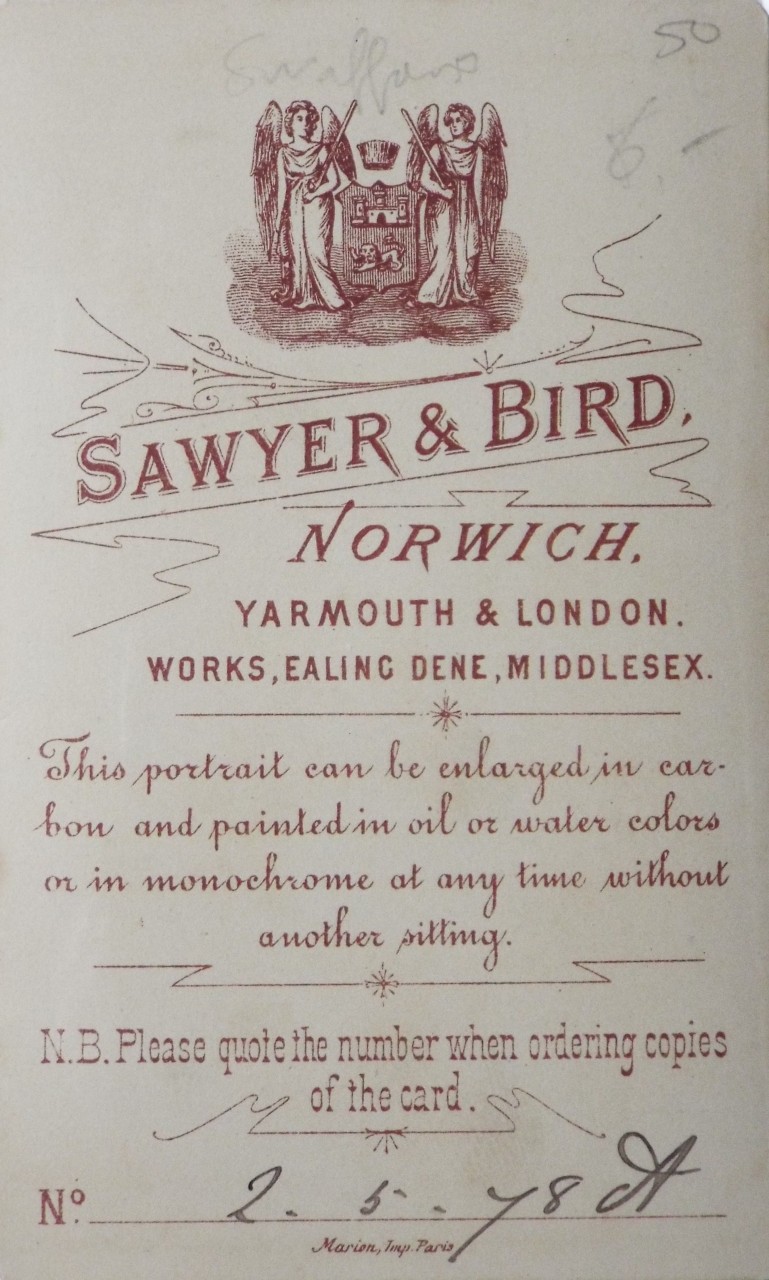 50
SAWYER & BIRD,
NORWICH,
YARMOUTH & LONDON.
WORKS, EALING DENE, MIDDLESEX.
This portrait can be enlarged in car-
bon and painted in oil or water colors
or in monochrome at any time without
another sitting.
N.B. Please quote the number when ordering copies
of the card.
Nº 2. 5. 78 A
Marion, Imp. Paris